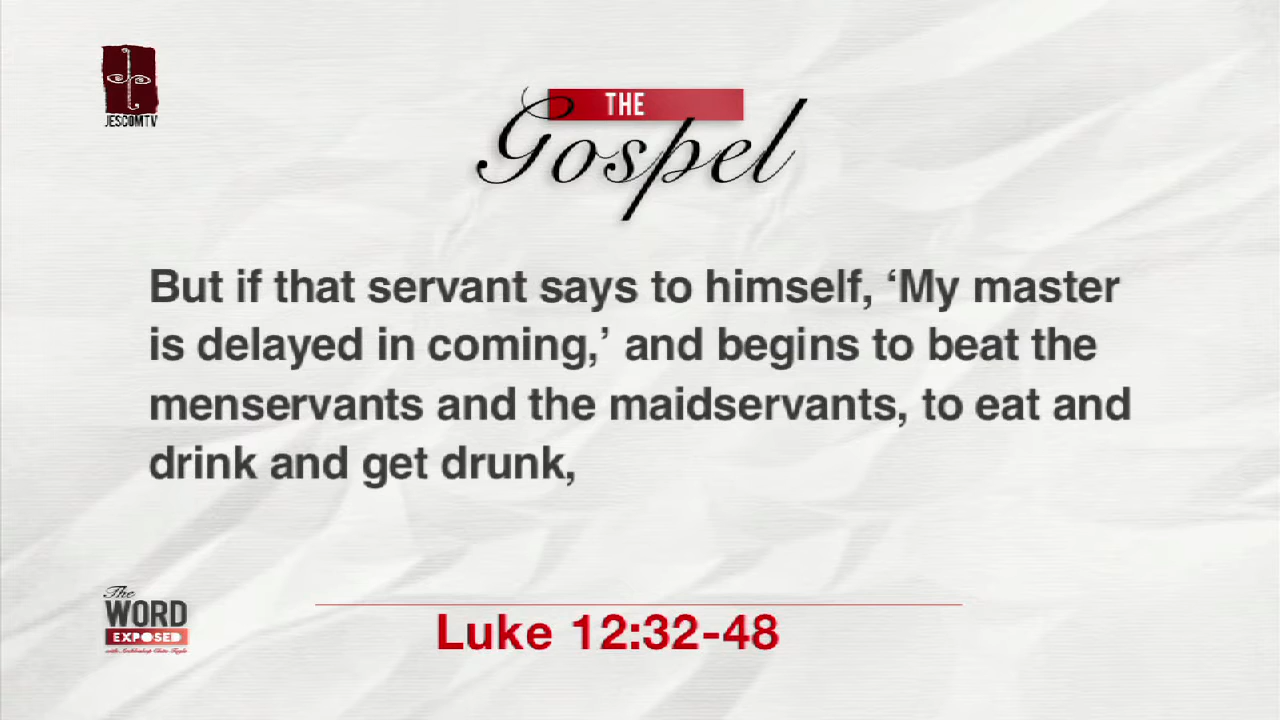 JESCOMTV
THE
Gospel
But if that servant says to himself, ‘My master
is delayed in coming,’ and begins to beat the
menservants and the maidservants, to eat and
drink and get drunk,
The
WORD
EXPOSED
Luke 12:32-48